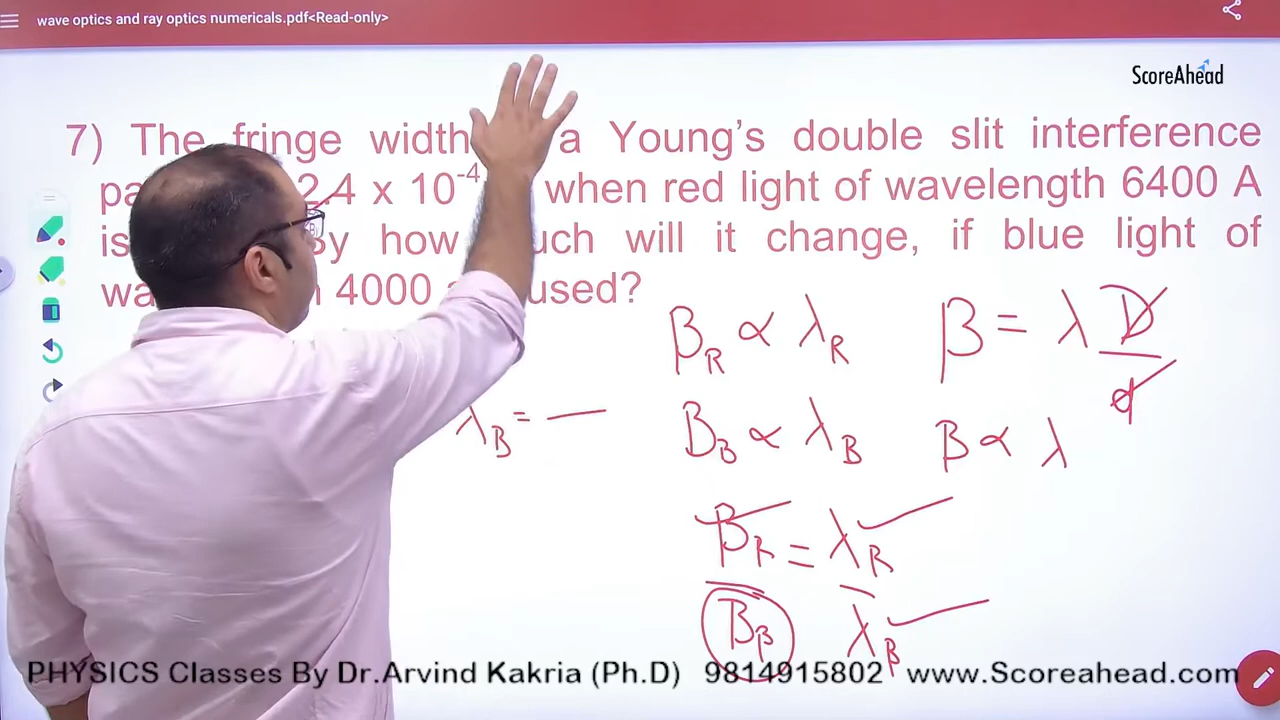 wave optics and ray optics numericals.pdf<Read-only>
ScoreAhead
7) The fringe width a Young's double slit interference
2.4 x 10-4 when red light of wavelength 6400 A
how will it change, if blue light of
4000 used?
βR ∝ λR
β = λ D/d
λB = —
βB ∝ λB
β ∝ λ
βR/βB = λR/λB
PHYSICS Classes By Dr.Arvind Kakria (Ph.D) 9814915802 www.Scoreahead.com